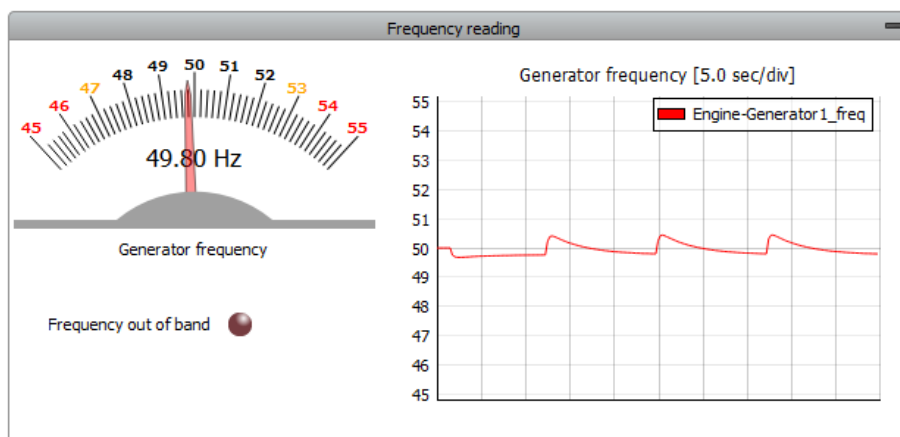 Frequency reading
45 46 47 48 49 50 51 52 53 54 55
49.80 Hz
Generator frequency
Frequency out of band
Generator frequency [5.0 sec/div]
Engine-Generator1_freq
55
54
53
52
51
50
49
48
47
46
45